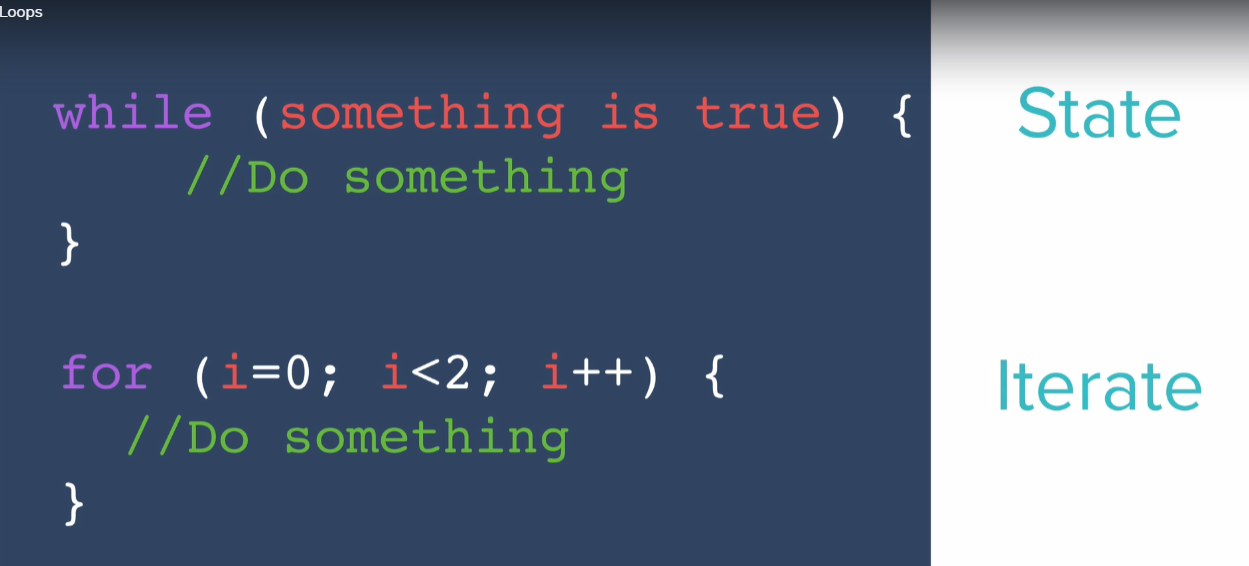 Loops
while (something is true) {
//Do something
}
State
for (i=0; i<2; i++) {
//Do something
}
Iterate